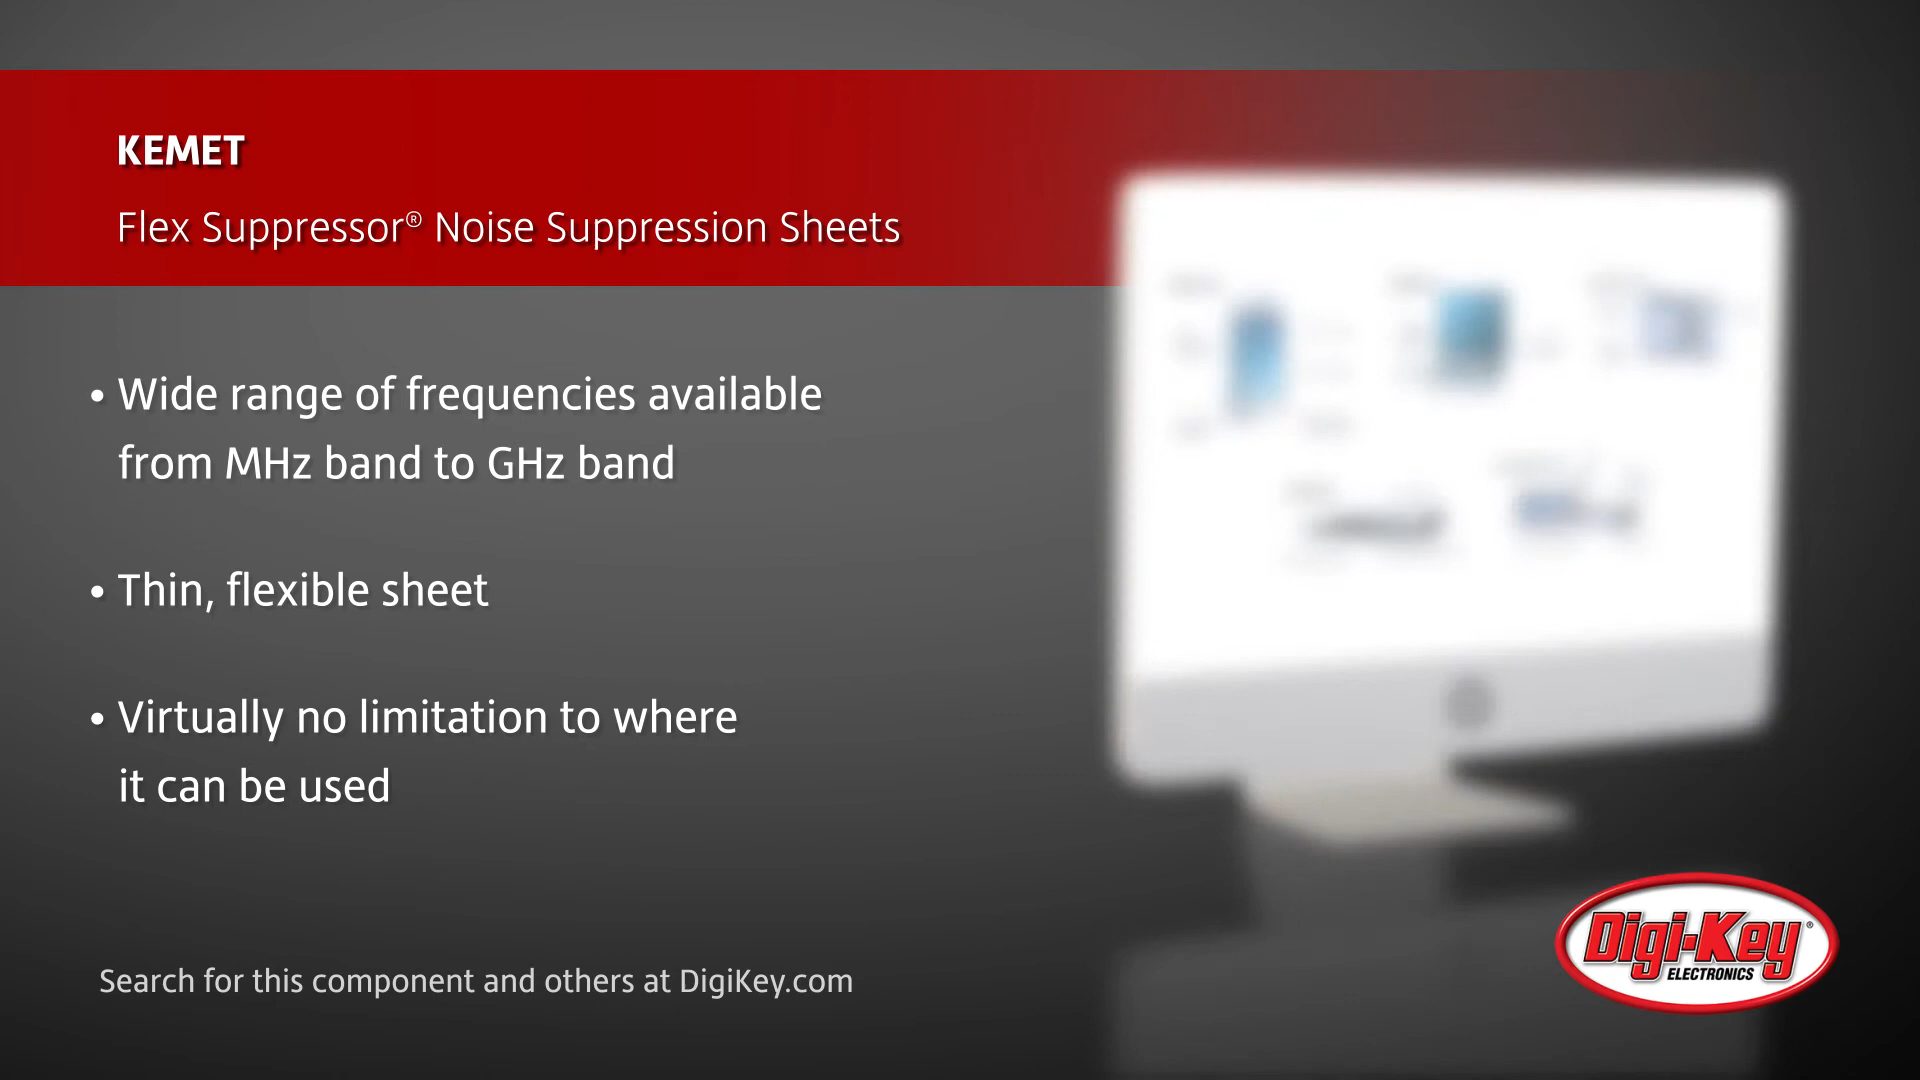 KEMET
Flex Suppressor® Noise Suppression Sheets
• Wide range of frequencies available
from MHz band to GHz band
• Thin, flexible sheet
• Virtually no limitation to where
it can be used
Search for this component and others at DigiKey.com
Digi-Key®
ELECTRONICS